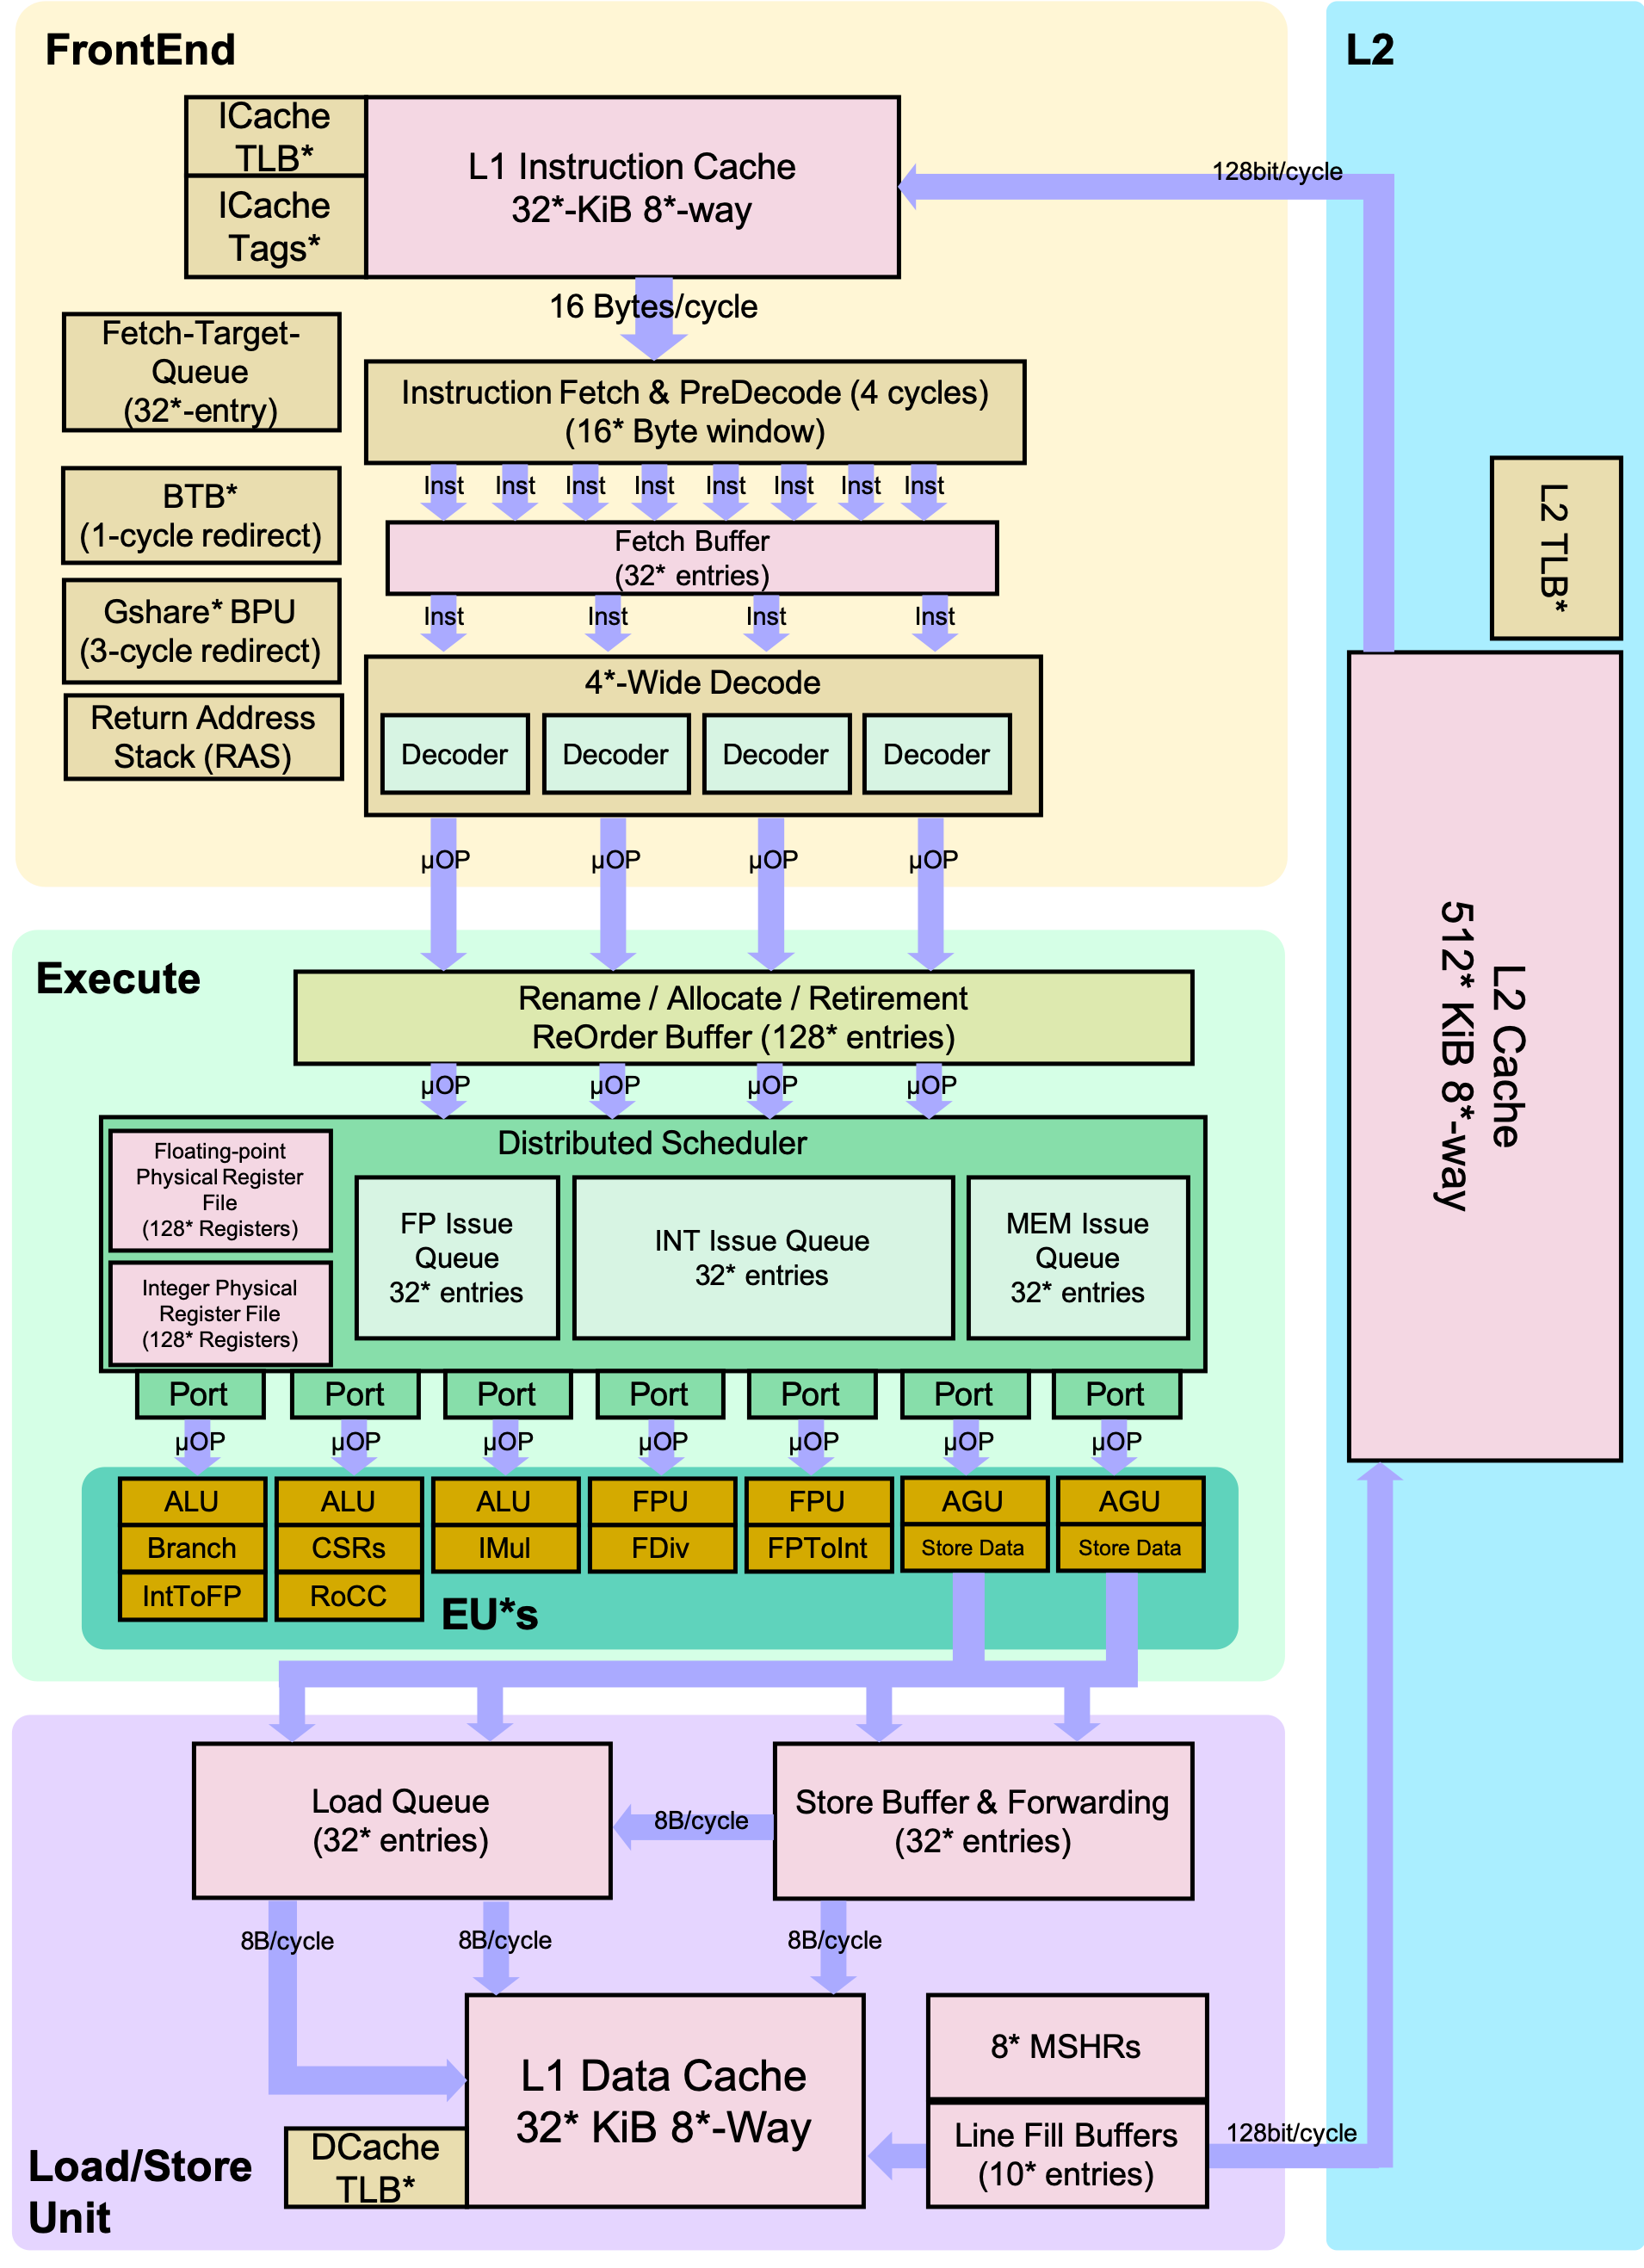 FrontEnd
L2
ICache
TLB*
ICache
Tags*
L1 Instruction Cache
32*-KiB 8*-way
128bit/cycle
16 Bytes/cycle
Fetch-Target-
Queue
(32*-entry)
Instruction Fetch & PreDecode (4 cycles)
(16* Byte window)
Inst Inst Inst Inst Inst Inst Inst Inst
BTB*
(1-cycle redirect)
Fetch Buffer
(32* entries)
L2 TLB*
Gshare* BPU
(3-cycle redirect)
Inst Inst Inst Inst
Return Address
Stack (RAS)
4*-Wide Decode
Decoder Decoder Decoder Decoder
µOP µOP µOP µOP
L2 Cache
512* KiB 8*-way
Execute
Rename / Allocate / Retirement
ReOrder Buffer (128* entries)
µOP µOP µOP µOP
Distributed Scheduler
Floating-point
Physical Register
File
(128* Registers)
Integer Physical
Register File
(128* Registers)
FP Issue
Queue
32* entries
INT Issue Queue
32* entries
MEM Issue
Queue
32* entries
Port Port Port Port Port Port Port
µOP µOP µOP µOP µOP µOP µOP
ALU ALU ALU FPU FPU AGU AGU
Branch CSRs IMul FDiv FPToInt Store Data Store Data
IntToFP RoCC
EU*s
Load Queue
(32* entries)
8B/cycle
Store Buffer & Forwarding
(32* entries)
8B/cycle 8B/cycle 8B/cycle
L1 Data Cache
32* KiB 8*-Way
8* MSHRs
Line Fill Buffers
(10* entries)
128bit/cycle
DCache
TLB*
Load/Store
Unit